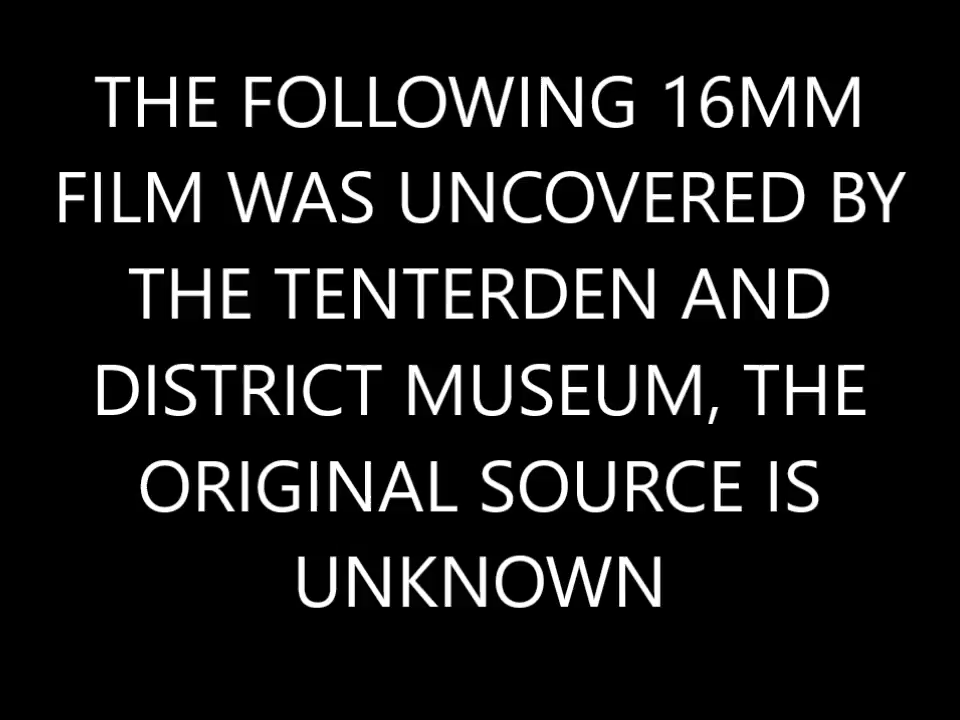 THE FOLLOWING 16MM
FILM WAS UNCOVERED BY
THE TENTERDEN AND
DISTRICT MUSEUM, THE
ORIGINAL SOURCE IS
UNKNOWN